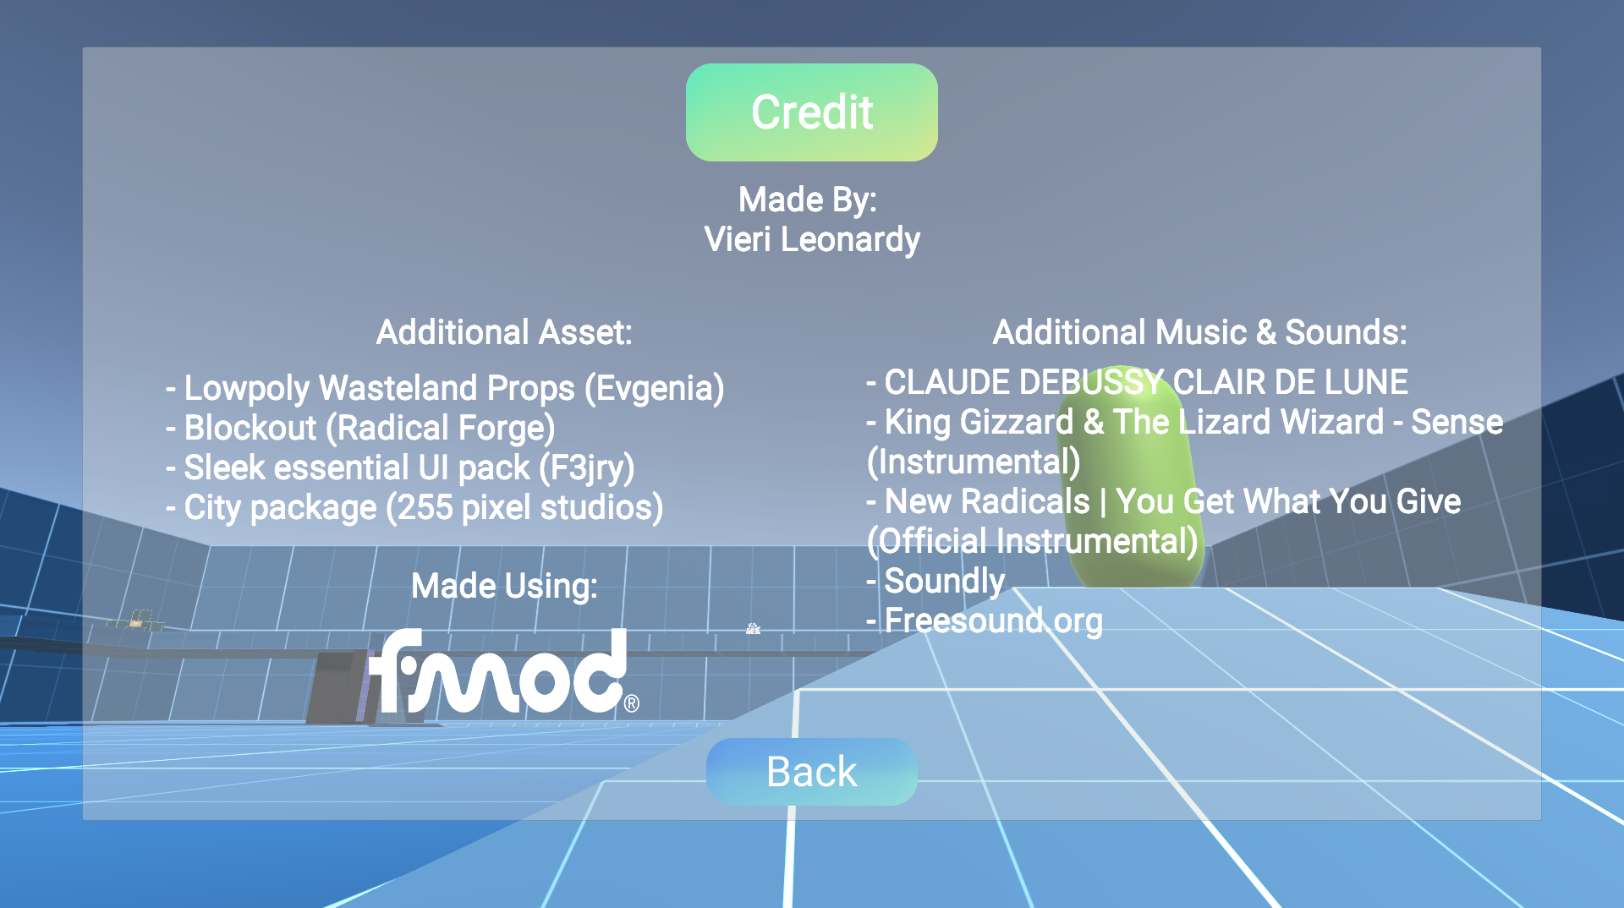 Credit
Made By:
Vieri Leonardy
Additional Asset:
- Lowpoly Wasteland Props (Evgenia)
- Blockout (Radical Forge)
- Sleek essential UI pack (F3jry)
- City package (255 pixel studios)
Made Using:
fmod®
Additional Music & Sounds:
- CLAUDE DEBUSSY CLAIR DE LUNE
- King Gizzard & The Lizard Wizard - Sense
(Instrumental)
- New Radicals | You Get What You Give
(Official Instrumental)
- Soundly
- Freesound.org
Back